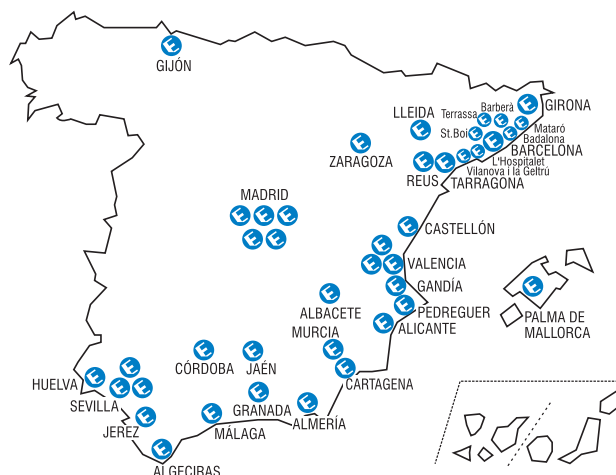 GIJÓN
GIRONA
Barberà
Terrassa
LLEIDA
St.Boi
Mataró
Badalona
BARCELONA
ZARAGOZA
L'Hospitalet
Vilanova i la Geltrú
REUS
TARRAGONA
MADRID
CASTELLÓN
VALENCIA
GANDÍA
ALBACETE
PEDREGUER
PALMA DE
MALLORCA
MURCIA
ALICANTE
CÓRDOBA
JAÉN
CARTAGENA
HUELVA
SEVILLA
GRANADA
ALMERÍA
JEREZ
MÁLAGA
ALGECIRAS